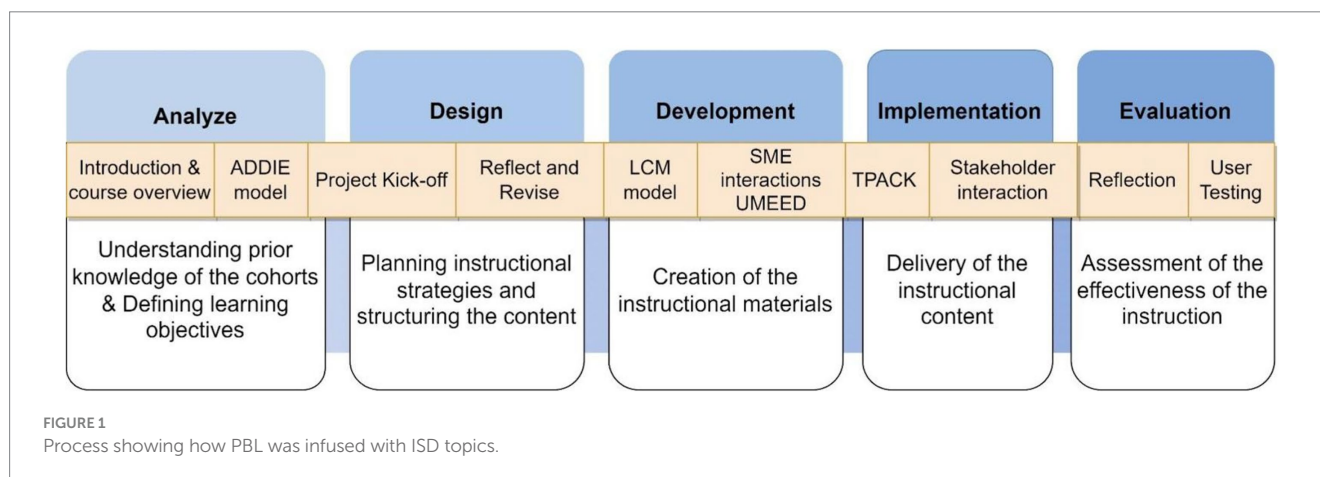 Analyze
Design
Development
Implementation
Evaluation
Introduction &
course overview
ADDIE
model
Project Kick-off
Reflect and
Revise
LCM
model
SME
interactions
UMEED
TPACK
Stakeholder
interaction
Reflection
User
Testing
Understanding prior
knowledge of the cohorts
& Defining learning
objectives
Planning instructional
strategies and
structuring the content
Creation of the
instructional materials
Delivery of the
instructional
content
Assessment of the
effectiveness of the
instruction
FIGURE 1
Process showing how PBL was infused with ISD topics.